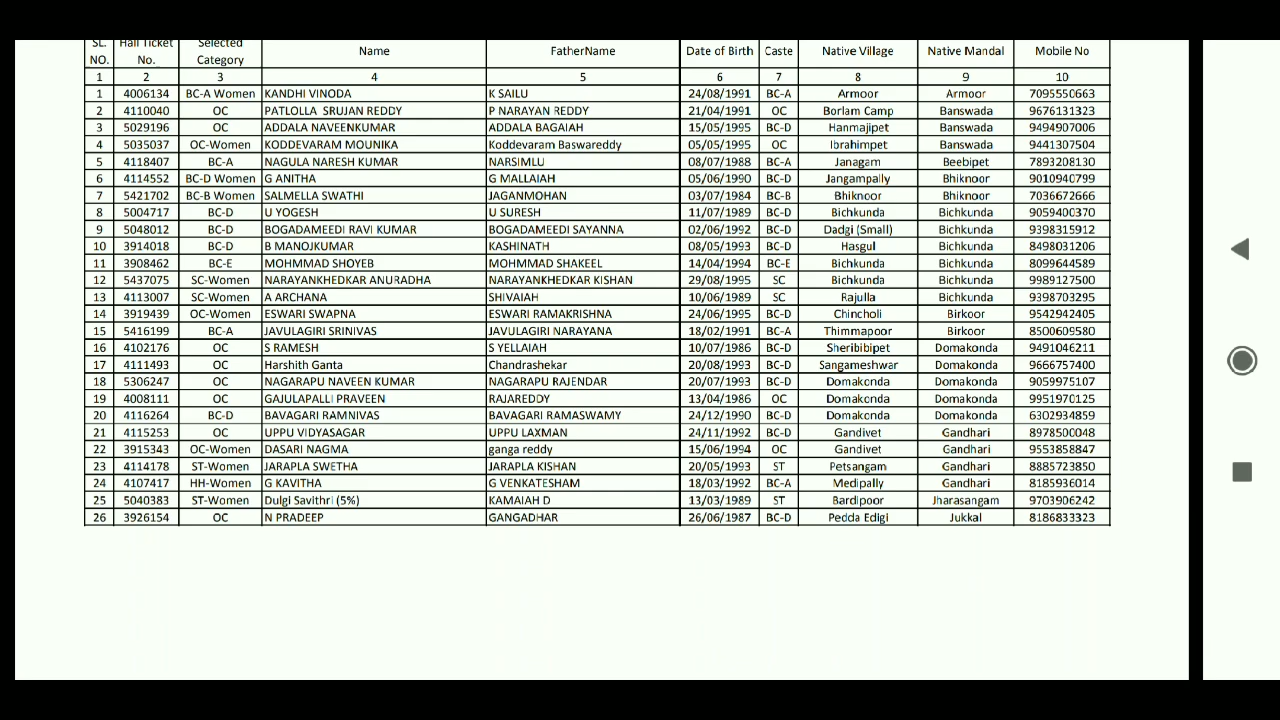 SL. Hall Ticket Selected Name FatherName Date of Birth Caste Native Village Native Mandal Mobile No
NO. No. Category
1 2 3 4 5 6 7 8 9 10
1 4006134 BC-A Women KANDHI VINODA K SAILU 24/08/1991 BC-A Armoor Armoor 7095550663
2 4110040 OC PATLOLLA SRUJAN REDDY P NARAYAN REDDY 21/04/1991 OC Borlam Camp Banswada 9676131323
3 5029196 OC ADDALA NAVEENKUMAR ADDALA BAGAIAH 15/05/1995 BC-D Hanmajipet Banswada 9494907006
4 5035037 OC-Women KODDEVARAM MOUNIKA Koddevaram Baswareddy 05/05/1995 OC Ibrahimpet Banswada 9441307504
5 4118407 BC-A NAGULA NARESH KUMAR NARSIMLU 08/07/1988 BC-A Janagam Beebipet 7893208130
6 4114552 BC-D Women G ANITHA G MALLAIAH 05/06/1990 BC-D Jangampally Bhiknoor 9010940799
7 5421702 BC-B Women SALMELLA SWATHI JAGANMOHAN 03/07/1984 BC-B Bhiknoor Bhiknoor 7036672666
8 5004717 BC-D U YOGESH U SURESH 11/07/1989 BC-D Bichkunda Bichkunda 9059400370
9 5048012 BC-D BOGADAMEEDI RAVI KUMAR BOGADAMEEDI SAYANNA 02/06/1992 BC-D Dadgi (Small) Bichkunda 9398315912
10 3914018 BC-D B MANOJKUMAR KASHINATH 08/05/1993 BC-D Hasgul Bichkunda 8498031206
11 3908462 BC-E MOHMMAD SHOYEB MOHMMAD SHAKEEL 14/04/1994 BC-E Bichkunda Bichkunda 8099644589
12 5437075 SC-Women NARAYANKHEDKAR ANURADHA NARAYANKHEDKAR KISHAN 29/08/1995 SC Bichkunda Bichkunda 9989127500
13 4113007 SC-Women A ARCHANA SHIVAIAH 10/06/1989 SC Rajulla Bichkunda 9398703295
14 3919439 OC-Women ESWARI SWAPNA ESWARI RAMAKRISHNA 24/06/1995 BC-D Chincholi Birkoor 9542942405
15 5416199 BC-A JAVULAGIRI SRINIVAS JAVULAGIRI NARAYANA 18/02/1991 BC-A Thimmapoor Birkoor 8500609580
16 4102176 OC S RAMESH S YELLAIAH 10/07/1986 BC-D Sheribibipet Domakonda 9491046211
17 4111493 OC Harshith Ganta Chandrashekar 20/08/1993 BC-D Sangameshwar Domakonda 9666757400
18 5306247 OC NAGARAPU NAVEEN KUMAR NAGARAPU RAJENDAR 20/07/1993 BC-D Domakonda Domakonda 9059975107
19 4008111 OC GAJULAPALLI PRAVEEN RAJAREDDY 13/04/1986 OC Domakonda Domakonda 9951970125
20 4116264 BC-D BAVAGARI RAMNIVAS BAVAGARI RAMASWAMY 24/12/1990 BC-D Domakonda Domakonda 6302934859
21 4115253 OC UPPU VIDYASAGAR UPPU LAXMAN 24/11/1992 BC-D Gandivet Gandhari 8978500048
22 3915343 OC-Women DASARI NAGMA ganga reddy 15/06/1994 OC Gandivet Gandhari 9553858847
23 4114178 ST-Women JARAPLA SWETHA JARAPLA KISHAN 20/05/1993 ST Petsangam Gandhari 8885723850
24 4107417 HH-Women G KAVITHA G VENKATESHAM 18/03/1992 BC-A Medipally Gandhari 8185936014
25 5040383 ST-Women Dulgi Savithri (5%) KAMAIAH D 13/03/1989 ST Bardipoor Jharasangam 9703906242
26 3926154 OC N PRADEEP GANGADHAR 26/06/1987 BC-D Pedda Edigi Jukkal 8186833323